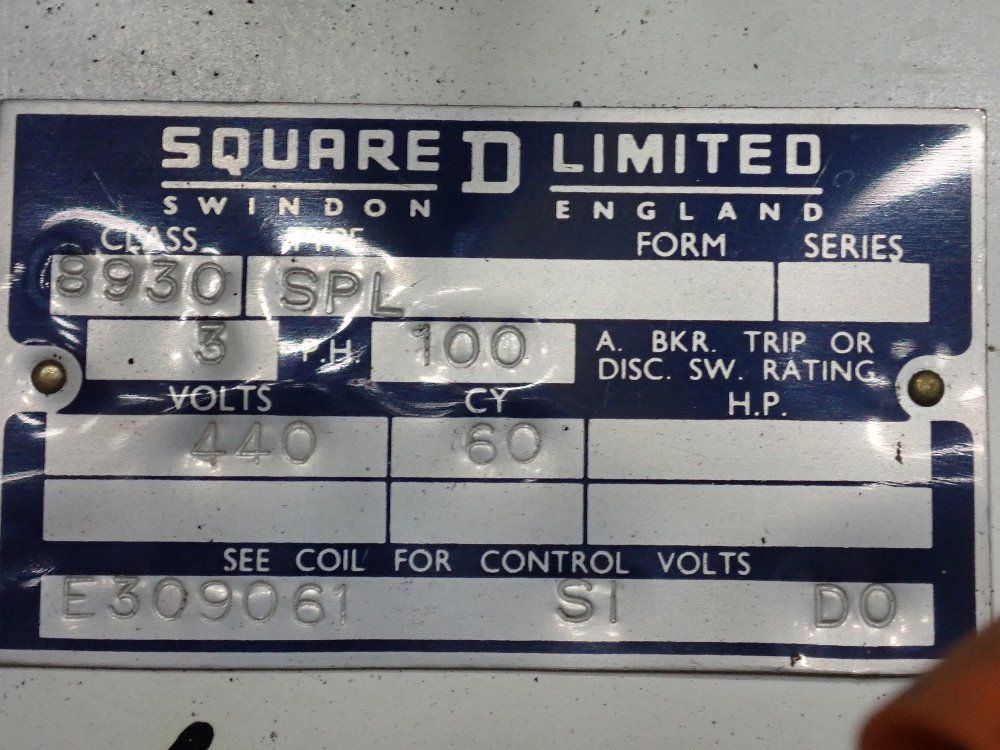 SQUARE D LIMITED
SWINDON ENGLAND
CLASS TYPE FORM SERIES
8930 SPL
3 P.H. 100 A. BKR. TRIP OR
DISC. SW. RATING
VOLTS CY H.P.
440 60
SEE COIL FOR CONTROL VOLTS
E309061 S1 D0